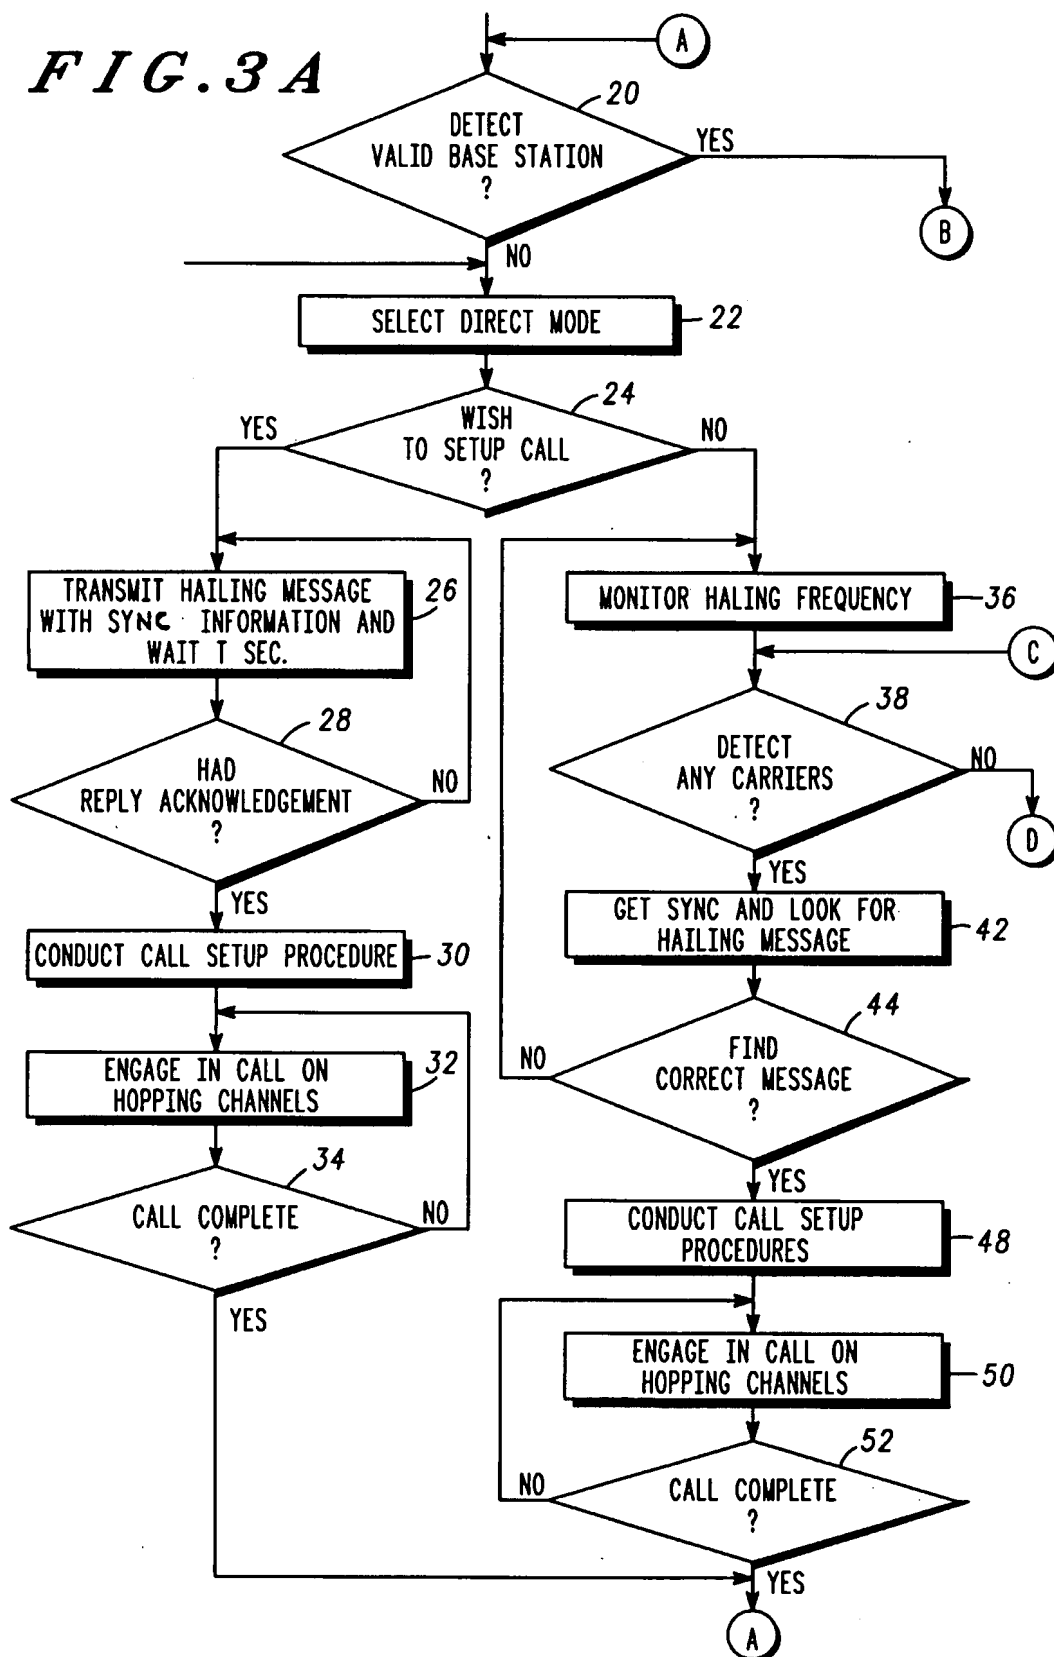 FIG. 3A
A
20
DETECT
VALID BASE STATION
?
YES
B
NO
SELECT DIRECT MODE
22
24
WISH
TO SETUP CALL
?
YES
NO
TRANSMIT HAILING MESSAGE
WITH SYNC INFORMATION AND
WAIT T SEC.
26
28
HAD
REPLY ACKNOWLEDGEMENT
?
NO
YES
CONDUCT CALL SETUP PROCEDURE
30
ENGAGE IN CALL ON
HOPPING CHANNELS
32
34
CALL COMPLETE
?
NO
YES
MONITOR HALING FREQUENCY
36
C
38
DETECT
ANY CARRIERS
?
NO
D
YES
GET SYNC AND LOOK FOR
HAILING MESSAGE
42
44
FIND
CORRECT MESSAGE
?
NO
YES
CONDUCT CALL SETUP
PROCEDURES
48
ENGAGE IN CALL ON
HOPPING CHANNELS
50
52
CALL COMPLETE
?
NO
YES
A